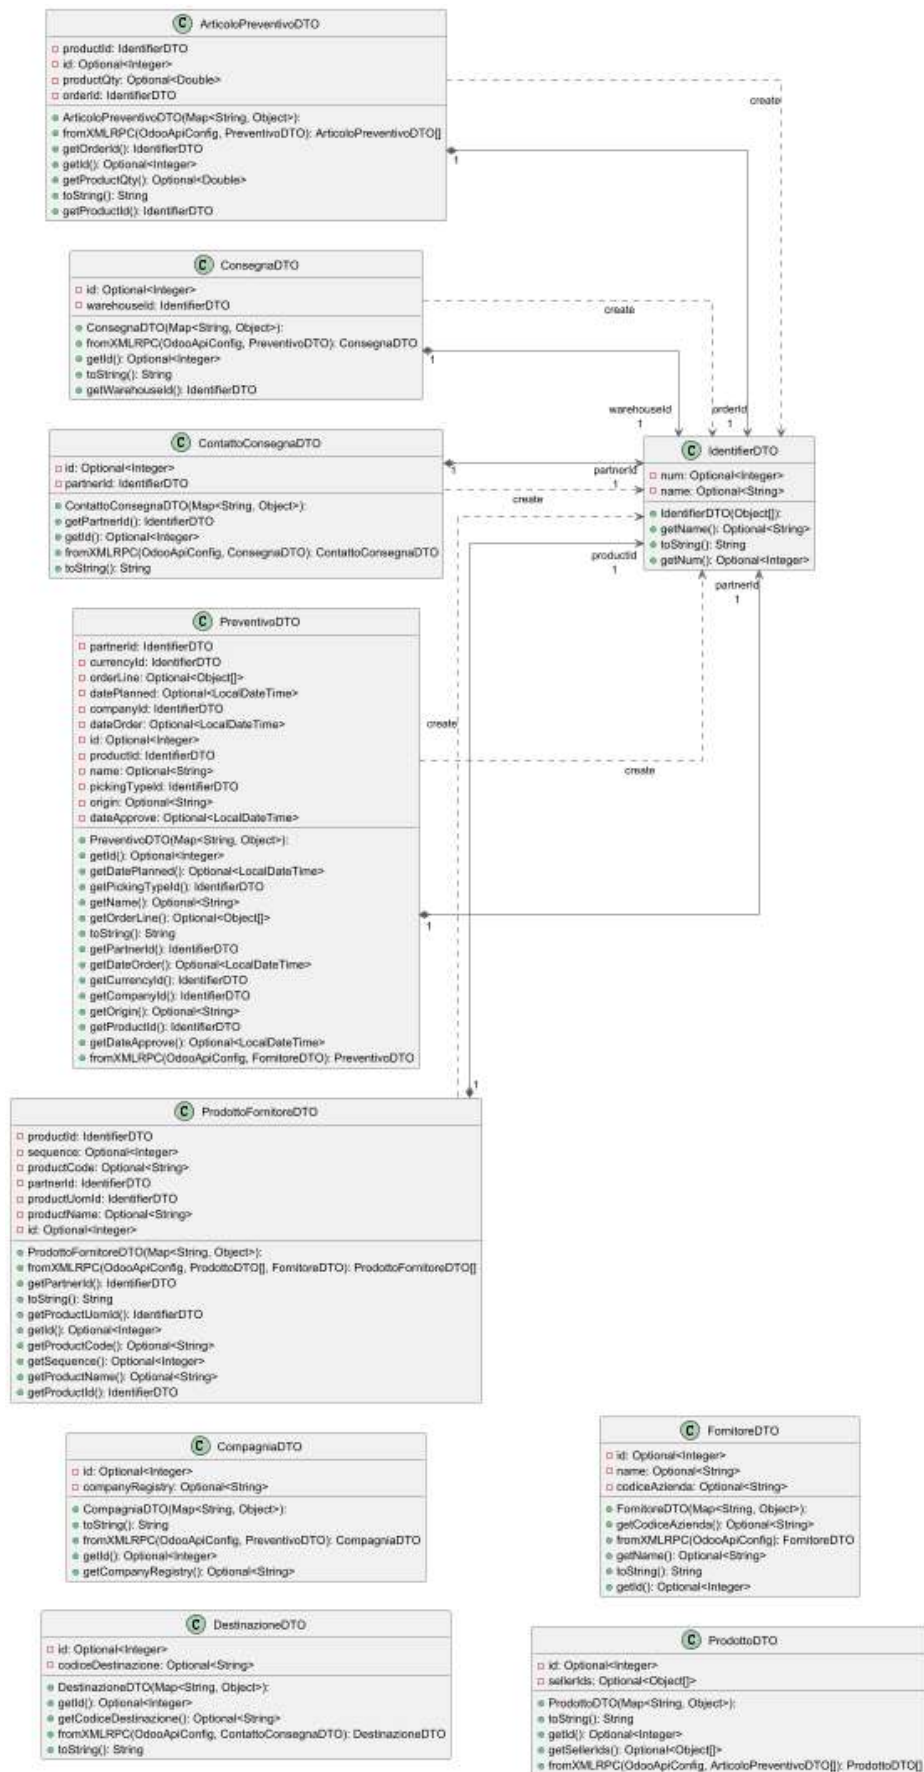 C ArticoloPreventivoDTO
productId: IdentifierDTO
id: Optional<Integer>
productQty: Optional<Double>
orderId: IdentifierDTO
ArticoloPreventivoDTO(Map<String, Object>):
fromXMLRPC(OdooApiConfig, PreventivoDTO): ArticoloPreventivoDTO[]
getOrderId(): IdentifierDTO
getId(): Optional<Integer>
getProductQty(): Optional<Double>
toString(): String
getProductId(): IdentifierDTO
create
1
C ConsegnaDTO
id: Optional<Integer>
warehouseId: IdentifierDTO
ConsegnaDTO(Map<String, Object>):
fromXMLRPC(OdooApiConfig, PreventivoDTO): ConsegnaDTO
getId(): Optional<Integer>
toString(): String
getWarehouseId(): IdentifierDTO
create
1
warehouseId
1
orderId
1
C ContattoConsegnaDTO
id: Optional<Integer>
partnerId: IdentifierDTO
ContattoConsegnaDTO(Map<String, Object>):
getPartnerId(): IdentifierDTO
getId(): Optional<Integer>
fromXMLRPC(OdooApiConfig, ConsegnaDTO): ContattoConsegnaDTO
toString(): String
1
partnerId
1
create
productId
1
partnerId
1
C IdentifierDTO
num: Optional<Integer>
name: Optional<String>
IdentifierDTO(Object[]):
getName(): Optional<String>
toString(): String
getNum(): Optional<Integer>
C PreventivoDTO
partnerId: IdentifierDTO
currencyId: IdentifierDTO
orderLine: Optional<Object[]>
datePlanned: Optional<LocalDateTime>
companyId: IdentifierDTO
dateOrder: Optional<LocalDateTime>
id: Optional<Integer>
productId: IdentifierDTO
name: Optional<String>
pickingTypeId: IdentifierDTO
origin: Optional<String>
dateApprove: Optional<LocalDateTime>
PreventivoDTO(Map<String, Object>):
getId(): Optional<Integer>
getDatePlanned(): Optional<LocalDateTime>
getPickingTypeId(): IdentifierDTO
getName(): Optional<String>
getOrderLine(): Optional<Object[]>
toString(): String
getPartnerId(): IdentifierDTO
getDateOrder(): Optional<LocalDateTime>
getCurrencyId(): IdentifierDTO
getCompanyId(): IdentifierDTO
getOrigin(): Optional<String>
getProductId(): IdentifierDTO
getDateApprove(): Optional<LocalDateTime>
fromXMLRPC(OdooApiConfig, FornitoreDTO): PreventivoDTO
create
create
1
1
C ProdottoFornitoreDTO
productId: IdentifierDTO
sequence: Optional<Integer>
productCode: Optional<String>
partnerId: IdentifierDTO
productUomId: IdentifierDTO
productName: Optional<String>
id: Optional<Integer>
ProdottoFornitoreDTO(Map<String, Object>):
fromXMLRPC(OdooApiConfig, ProdottoDTO[], FornitoreDTO): ProdottoFornitoreDTO[]
getPartnerId(): IdentifierDTO
toString(): String
getProductUomId(): IdentifierDTO
getId(): Optional<Integer>
getProductCode(): Optional<String>
getSequence(): Optional<Integer>
getProductName(): Optional<String>
getProductId(): IdentifierDTO
C CompagniaDTO
id: Optional<Integer>
companyRegistry: Optional<String>
CompagniaDTO(Map<String, Object>):
toString(): String
fromXMLRPC(OdooApiConfig, PreventivoDTO): CompagniaDTO
getId(): Optional<Integer>
getCompanyRegistry(): Optional<String>
C FornitoreDTO
id: Optional<Integer>
name: Optional<String>
codiceAzienda: Optional<String>
FornitoreDTO(Map<String, Object>):
getCodiceAzienda(): Optional<String>
fromXMLRPC(OdooApiConfig): FornitoreDTO
getName(): Optional<String>
toString(): String
getId(): Optional<Integer>
C DestinazioneDTO
id: Optional<Integer>
codiceDestinazione: Optional<String>
DestinazioneDTO(Map<String, Object>):
getId(): Optional<Integer>
getCodiceDestinazione(): Optional<String>
fromXMLRPC(OdooApiConfig, ContattoConsegnaDTO): DestinazioneDTO
toString(): String
C ProdottoDTO
id: Optional<Integer>
sellerIds: Optional<Object[]>
ProdottoDTO(Map<String, Object>):
toString(): String
getId(): Optional<Integer>
getSellerIds(): Optional<Object[]>
fromXMLRPC(OdooApiConfig, ArticoloPreventivoDTO[]): ProdottoDTO[]